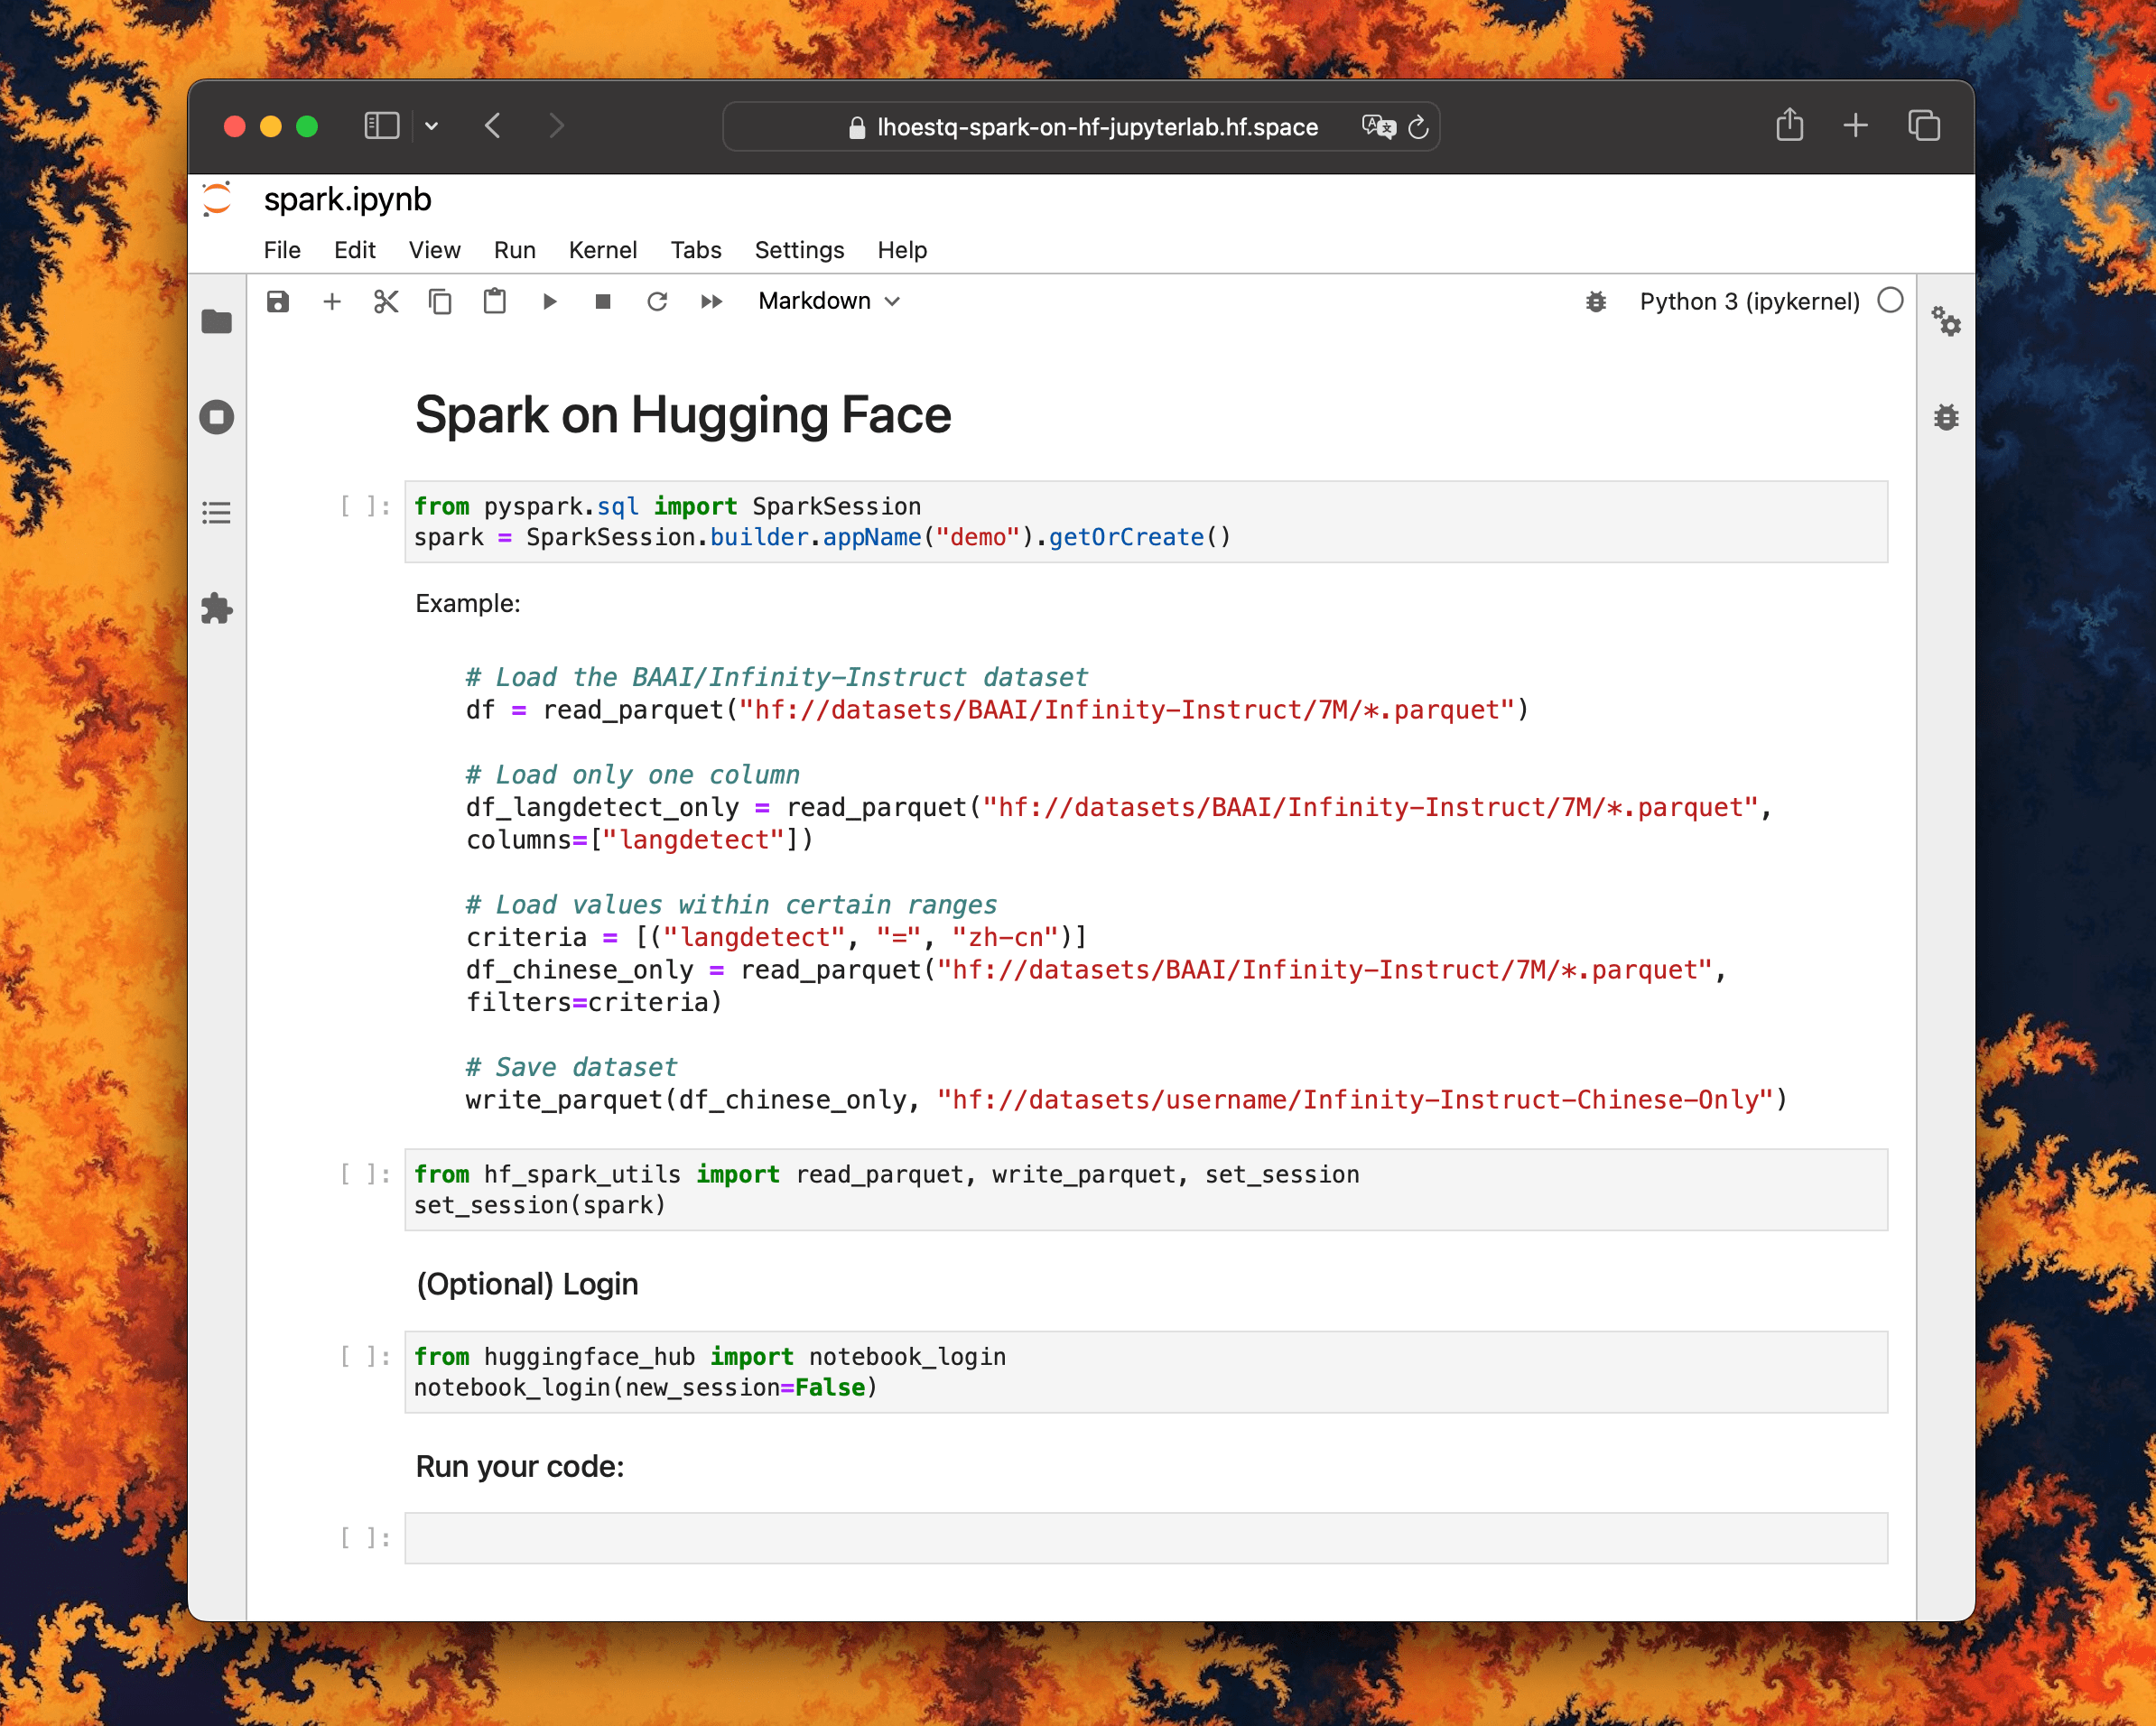 lhoestq-spark-on-hf-jupyterlab.hf.space
spark.ipynb
File Edit View Run Kernel Tabs Settings Help
Markdown
Python 3 (ipykernel)
Spark on Hugging Face
[ ]:
from pyspark.sql import SparkSession
spark = SparkSession.builder.appName("demo").getOrCreate()
Example:
# Load the BAAI/Infinity-Instruct dataset
df = read_parquet("hf://datasets/BAAI/Infinity-Instruct/7M/*.parquet")
# Load only one column
df_langdetect_only = read_parquet("hf://datasets/BAAI/Infinity-Instruct/7M/*.parquet",
columns=["langdetect"])
# Load values within certain ranges
criteria = [("langdetect", "=", "zh-cn")]
df_chinese_only = read_parquet("hf://datasets/BAAI/Infinity-Instruct/7M/*.parquet",
filters=criteria)
# Save dataset
write_parquet(df_chinese_only, "hf://datasets/username/Infinity-Instruct-Chinese-Only")
[ ]:
from hf_spark_utils import read_parquet, write_parquet, set_session
set_session(spark)
(Optional) Login
[ ]:
from huggingface_hub import notebook_login
notebook_login(new_session=False)
Run your code:
[ ]: